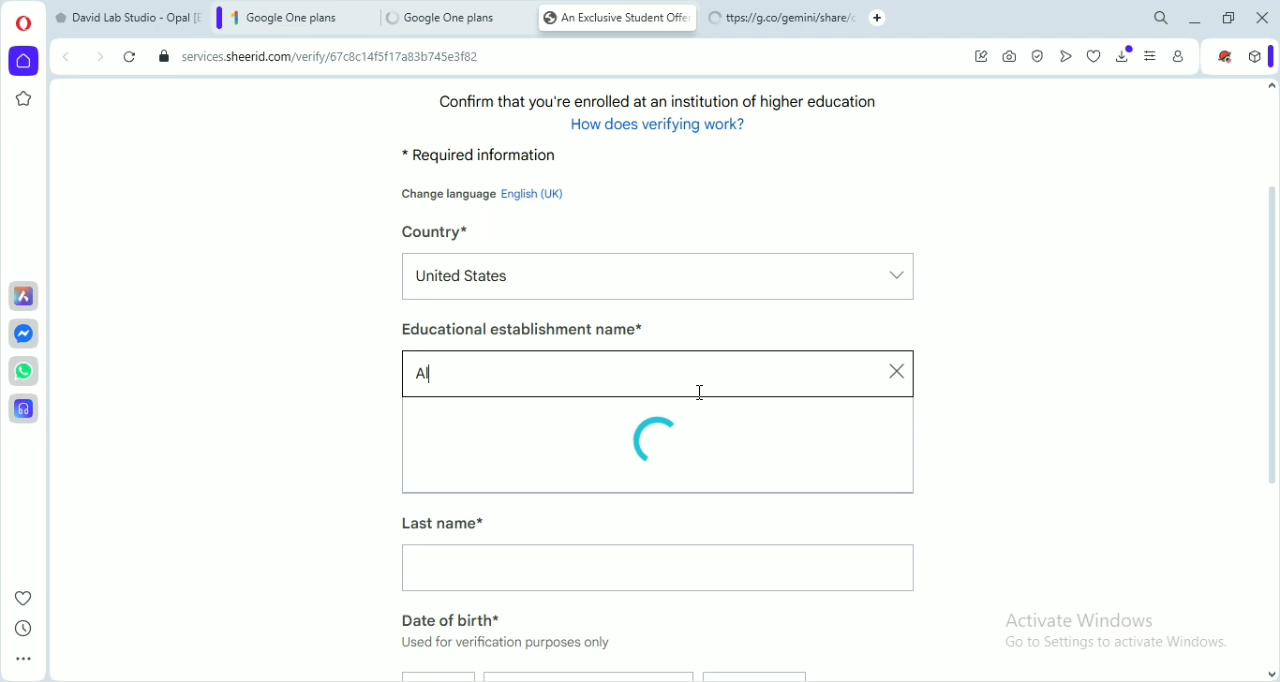 David Lab Studio - Opal [E
Google One plans
Google One plans
An Exclusive Student Offe
ttps://g.co/gemini/share/c
services.sheerid.com/verify/67c8c14f5f17a83b745e3f82
Confirm that you're enrolled at an institution of higher education
How does verifying work?
* Required information
Change language English (UK)
Country*
United States
Educational establishment name*
Al
Last name*
Date of birth*
Used for verification purposes only
Activate Windows
Go to Settings to activate Windows.